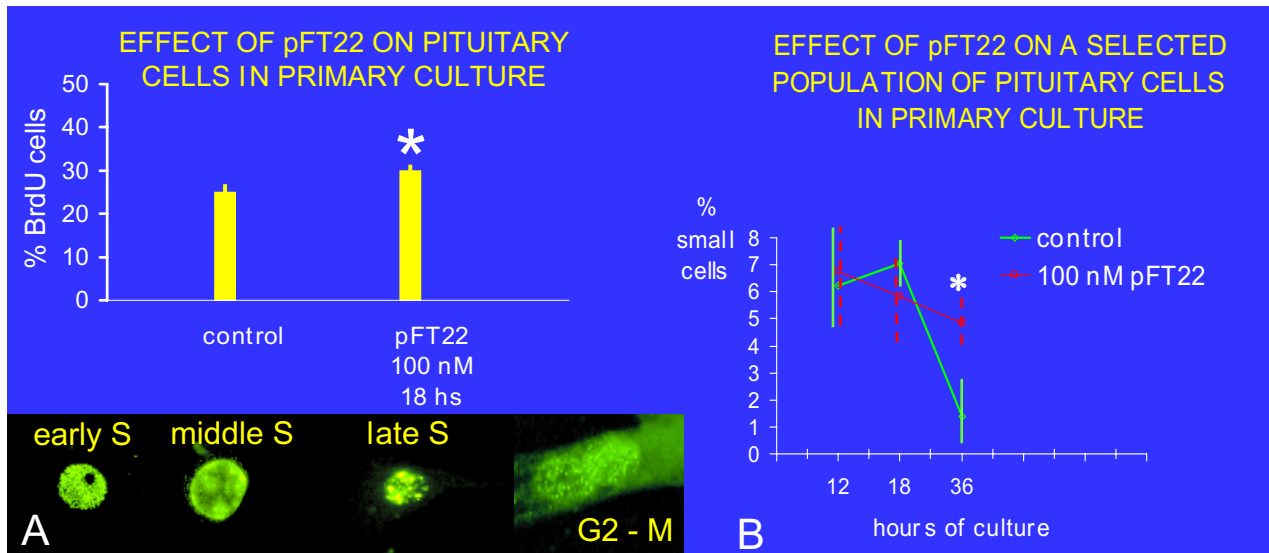 EFFECT OF pFT22 ON PITUITARY
CELLS IN PRIMARY CULTURE
% BrdU cells
50
40
30
20
10
0
*
control
pFT22
100 nM
18 hs
early S
middle S
late S
G2 - M
A
EFFECT OF pFT22 ON A SELECTED
POPULATION OF PITUITARY CELLS
IN PRIMARY CULTURE
%
small
cells
8
7
6
5
4
3
2
1
0
control
100 nM pFT22
*
12 18 36
hours of culture
B